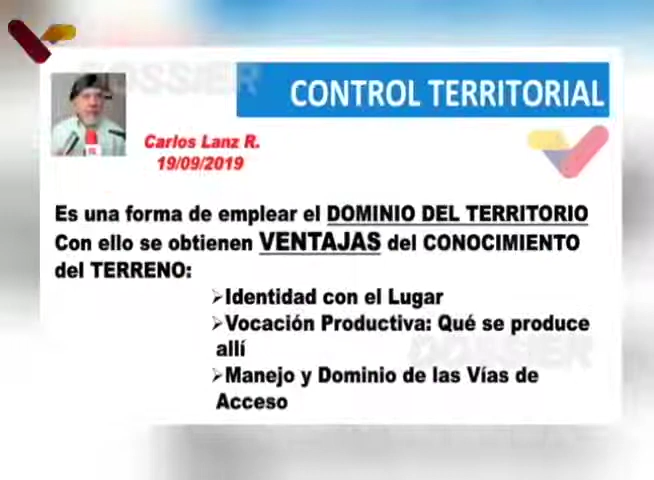 DOSSIER
CONTROL TERRITORIAL
Carlos Lanz R.
19/09/2019
Es una forma de emplear el DOMINIO DEL TERRITORIO
Con ello se obtienen VENTAJAS del CONOCIMIENTO
del TERRENO:
➢Identidad con el Lugar
➢Vocación Productiva: Qué se produce
allí
➢Manejo y Dominio de las Vías de
Acceso
DOSSIER